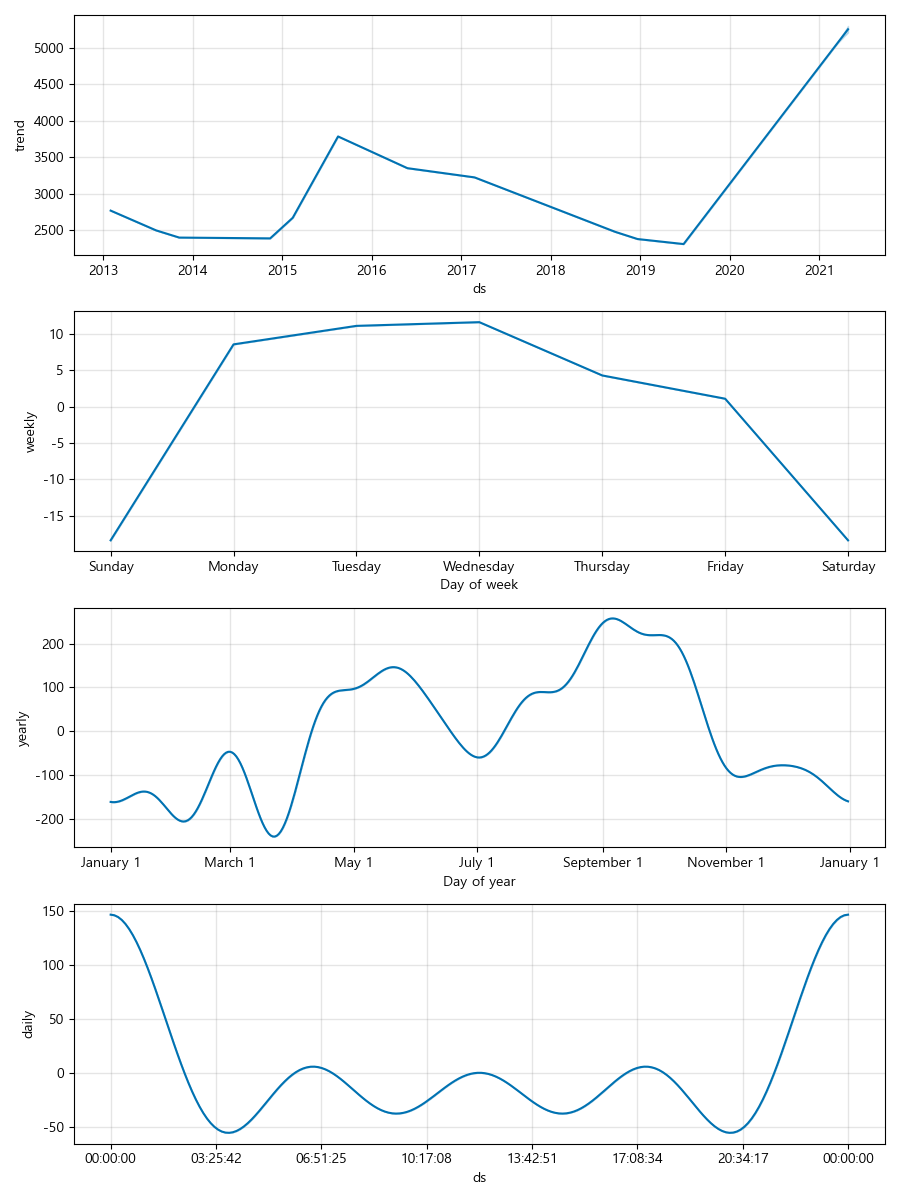 5000
4500
4000
3500
3000
2500
trend
2013 2014 2015 2016 2017 2018 2019 2020 2021
ds
10
5
0
-5
-10
-15
weekly
Sunday Monday Tuesday Wednesday Thursday Friday Saturday
Day of week
200
100
0
-100
-200
yearly
January 1 March 1 May 1 July 1 September 1 November 1 January 1
Day of year
150
100
50
0
-50
daily
00:00:00 03:25:42 06:51:25 10:17:08 13:42:51 17:08:34 20:34:17 00:00:00
ds